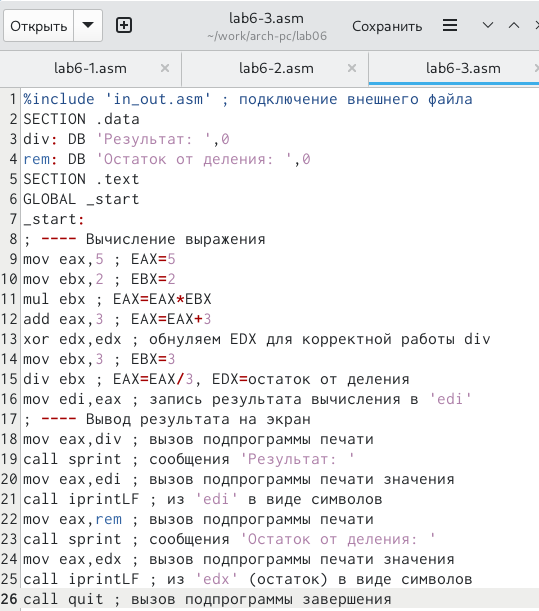 Открыть
lab6-3.asm
~/work/arch-pc/lab06
Сохранить
lab6-1.asm
lab6-2.asm
lab6-3.asm
1 %include 'in_out.asm' ; подключение внешнего файла
2 SECTION .data
3 div: DB 'Результат: ',0
4 rem: DB 'Остаток от деления: ',0
5 SECTION .text
6 GLOBAL _start
7 _start:
8 ; ---- Вычисление выражения
9 mov eax,5 ; EAX=5
10 mov ebx,2 ; EBX=2
11 mul ebx ; EAX=EAX*EBX
12 add eax,3 ; EAX=EAX+3
13 xor edx,edx ; обнуляем EDX для корректной работы div
14 mov ebx,3 ; EBX=3
15 div ebx ; EAX=EAX/3, EDX=остаток от деления
16 mov edi,eax ; запись результата вычисления в 'edi'
17 ; ---- Вывод результата на экран
18 mov eax,div ; вызов подпрограммы печати
19 call sprint ; сообщения 'Результат: '
20 mov eax,edi ; вызов подпрограммы печати значения
21 call iprintLF ; из 'edi' в виде символов
22 mov eax,rem ; вызов подпрограммы печати
23 call sprint ; сообщения 'Остаток от деления: '
24 mov eax,edx ; вызов подпрограммы печати значения
25 call iprintLF ; из 'edx' (остаток) в виде символов
26 call quit ; вызов подпрограммы завершения